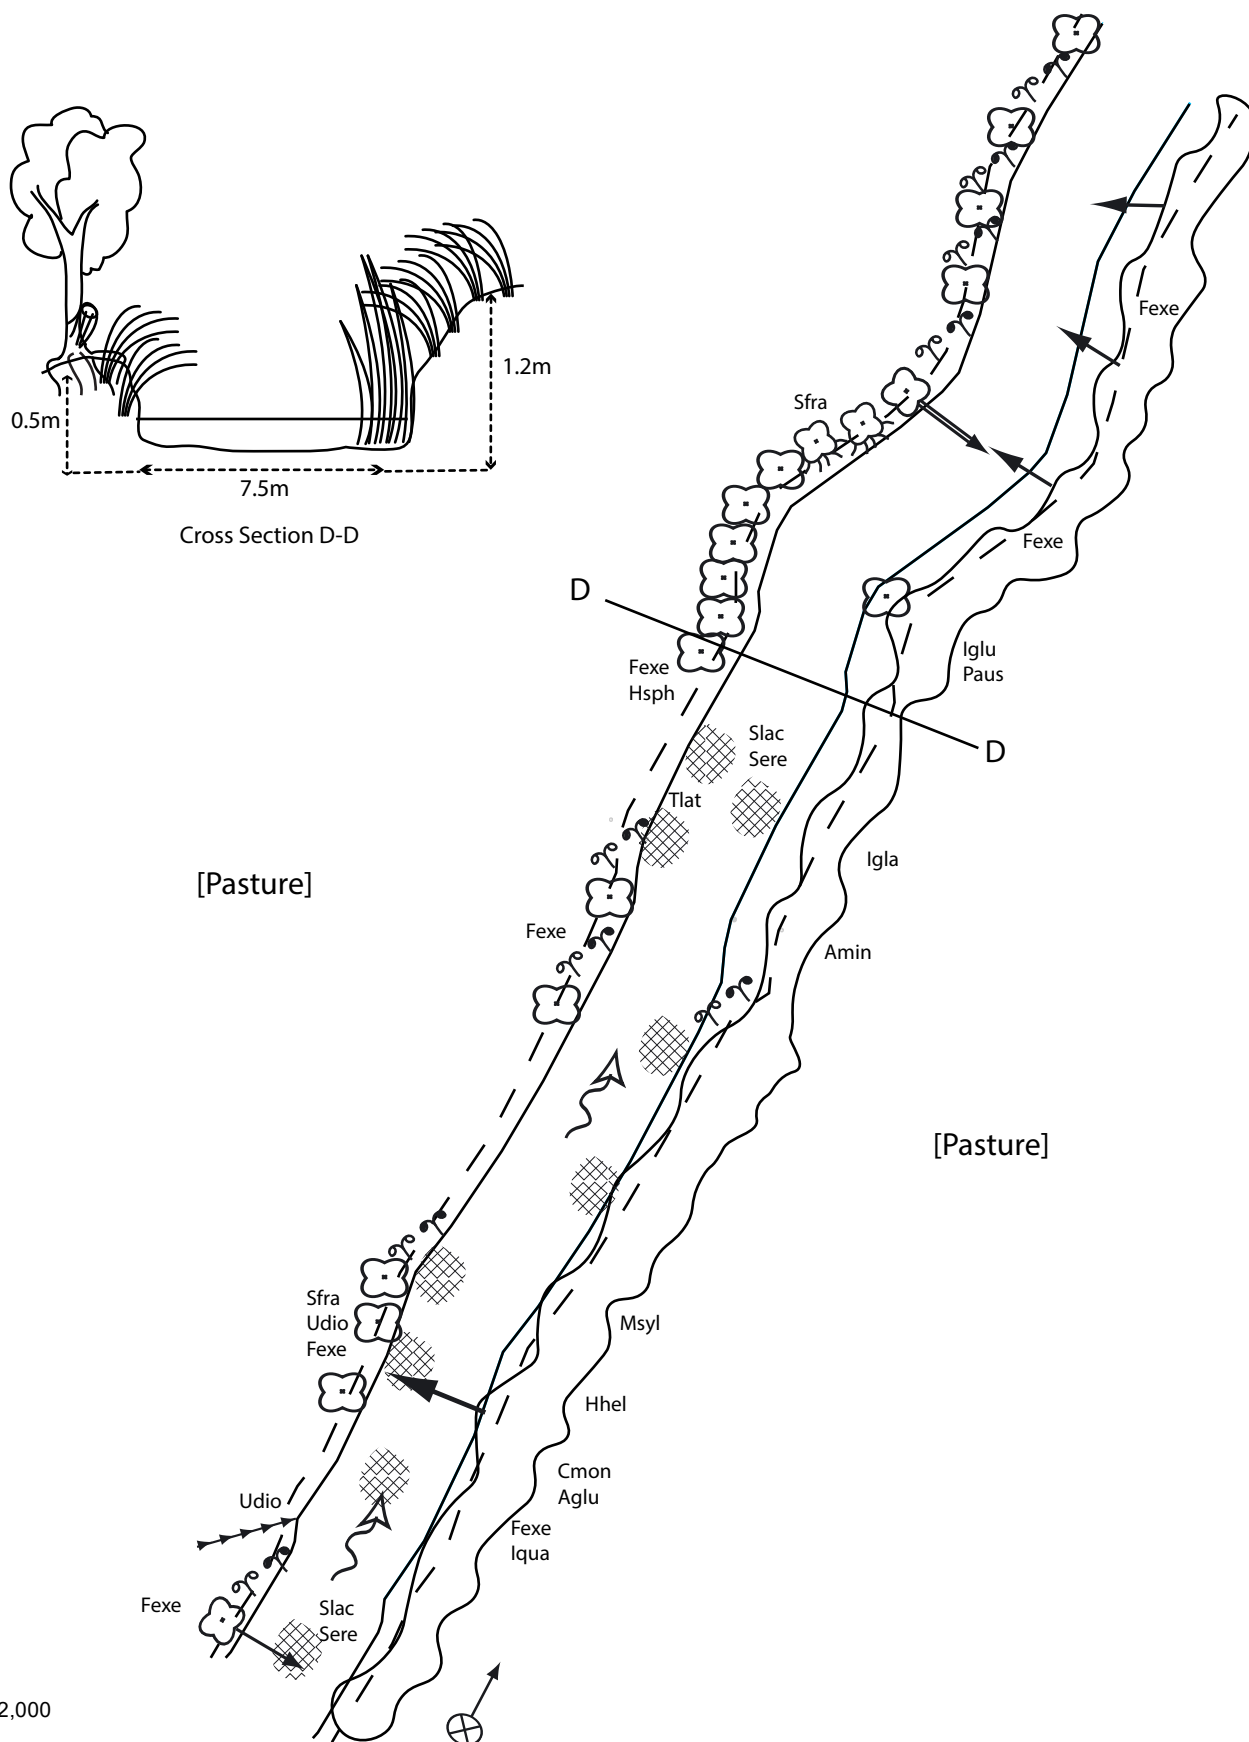 1.2m
0.5m
7.5m
Cross Section D-D
Fexe
Sfra
Fexe
D
Iglu
Paus
Fexe
Hsph
Slac
Sere
D
Tlat
Igla
[Pasture]
Fexe
Amin
[Pasture]
Sfra
Udio
Fexe
Msyl
Hhel
Cmon
Aglu
Udio
Fexe
Iqua
Fexe
Slac
Sere
2,000